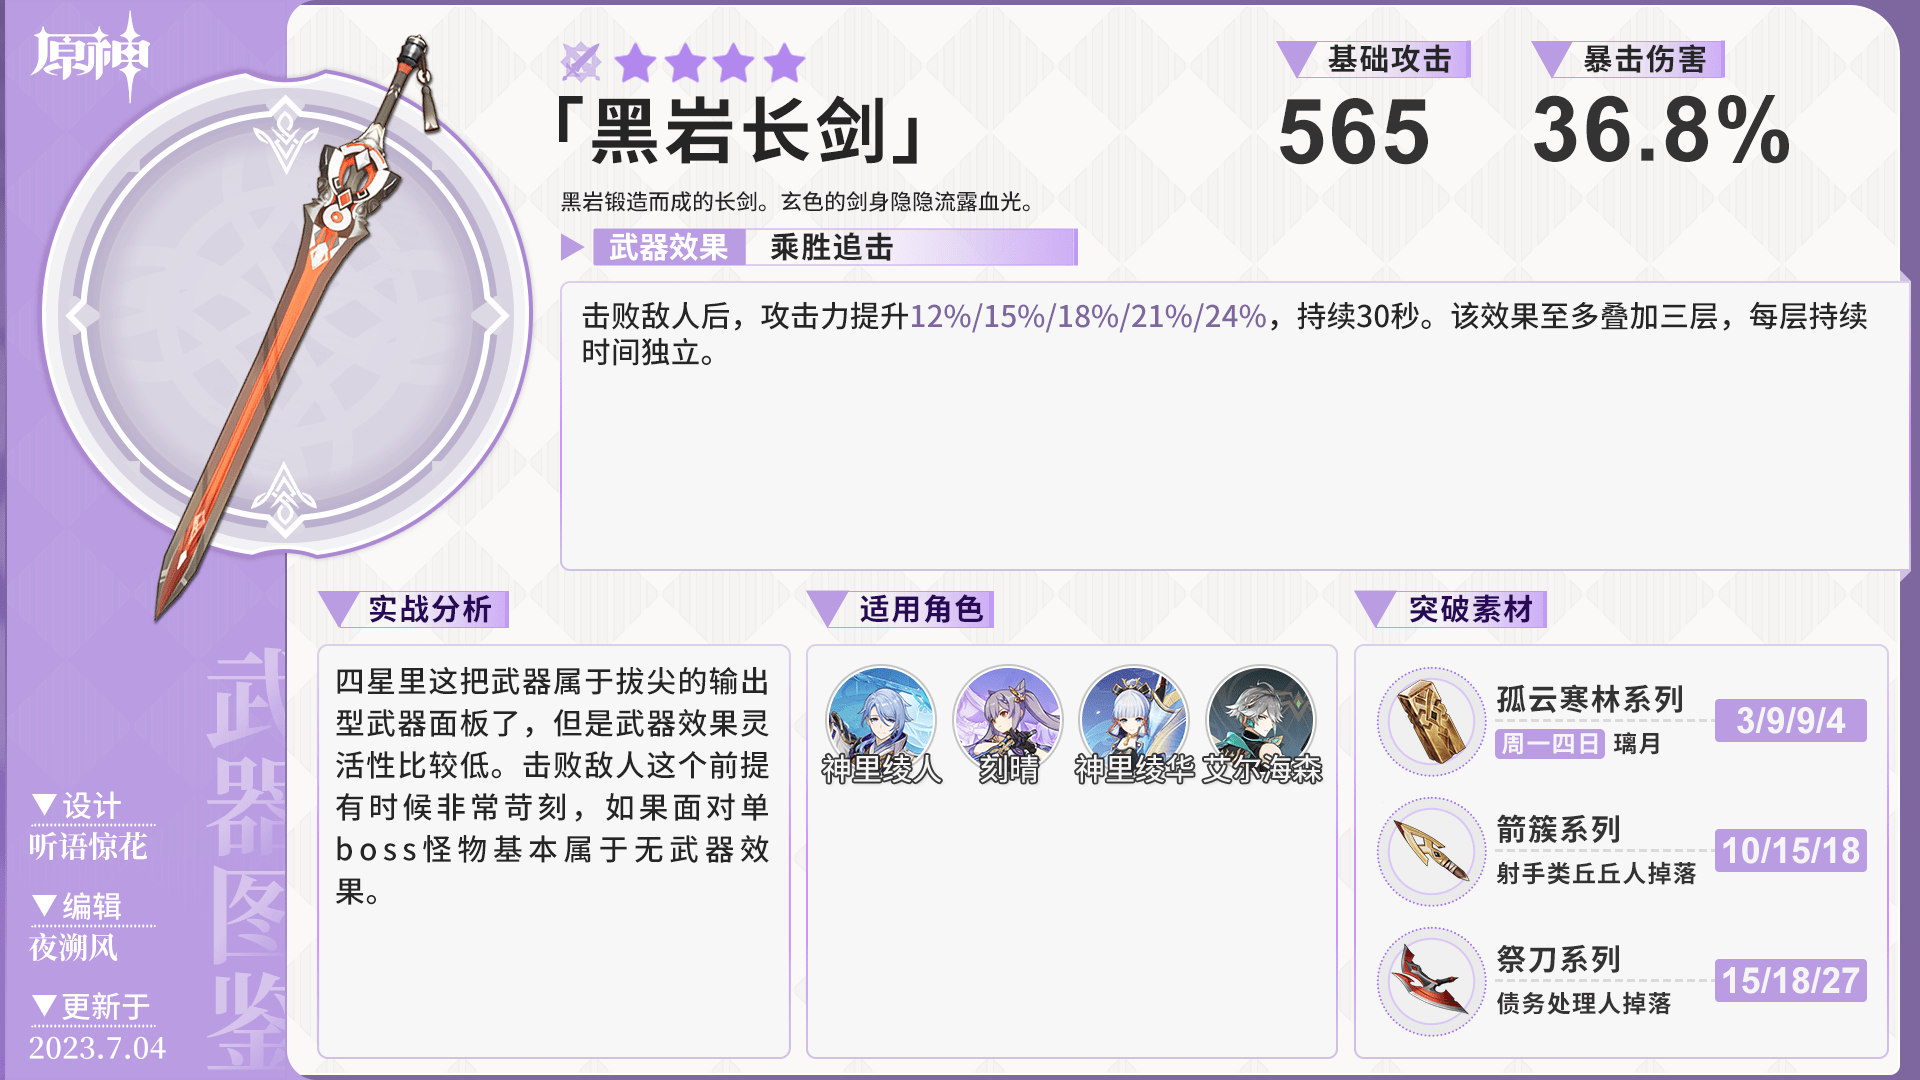 原神
「黑岩长剑」
黑岩锻造而成的长剑。玄色的剑身隐隐流露血光。
基础攻击
565
暴击伤害
36.8%
武器效果 乘胜追击
击败敌人后，攻击力提升12%/15%/18%/21%/24%，持续30秒。该效果至多叠加三层，每层持续
时间独立。
实战分析
四星里这把武器属于拔尖的输出
型武器面板了，但是武器效果灵
活性比较低。击败敌人这个前提
有时候非常苛刻，如果面对单
boss怪物基本属于无武器效
果。
适用角色
神里绫人 刻晴 神里绫华 艾尔海森
突破素材
孤云寒林系列
周一四日 璃月
3/9/9/4
箭簇系列
射手类丘丘人掉落
10/15/18
祭刀系列
债务处理人掉落
15/18/27
武器图鉴
▼设计
听语惊花
▼编辑
夜溯风
▼更新于
2023.7.04